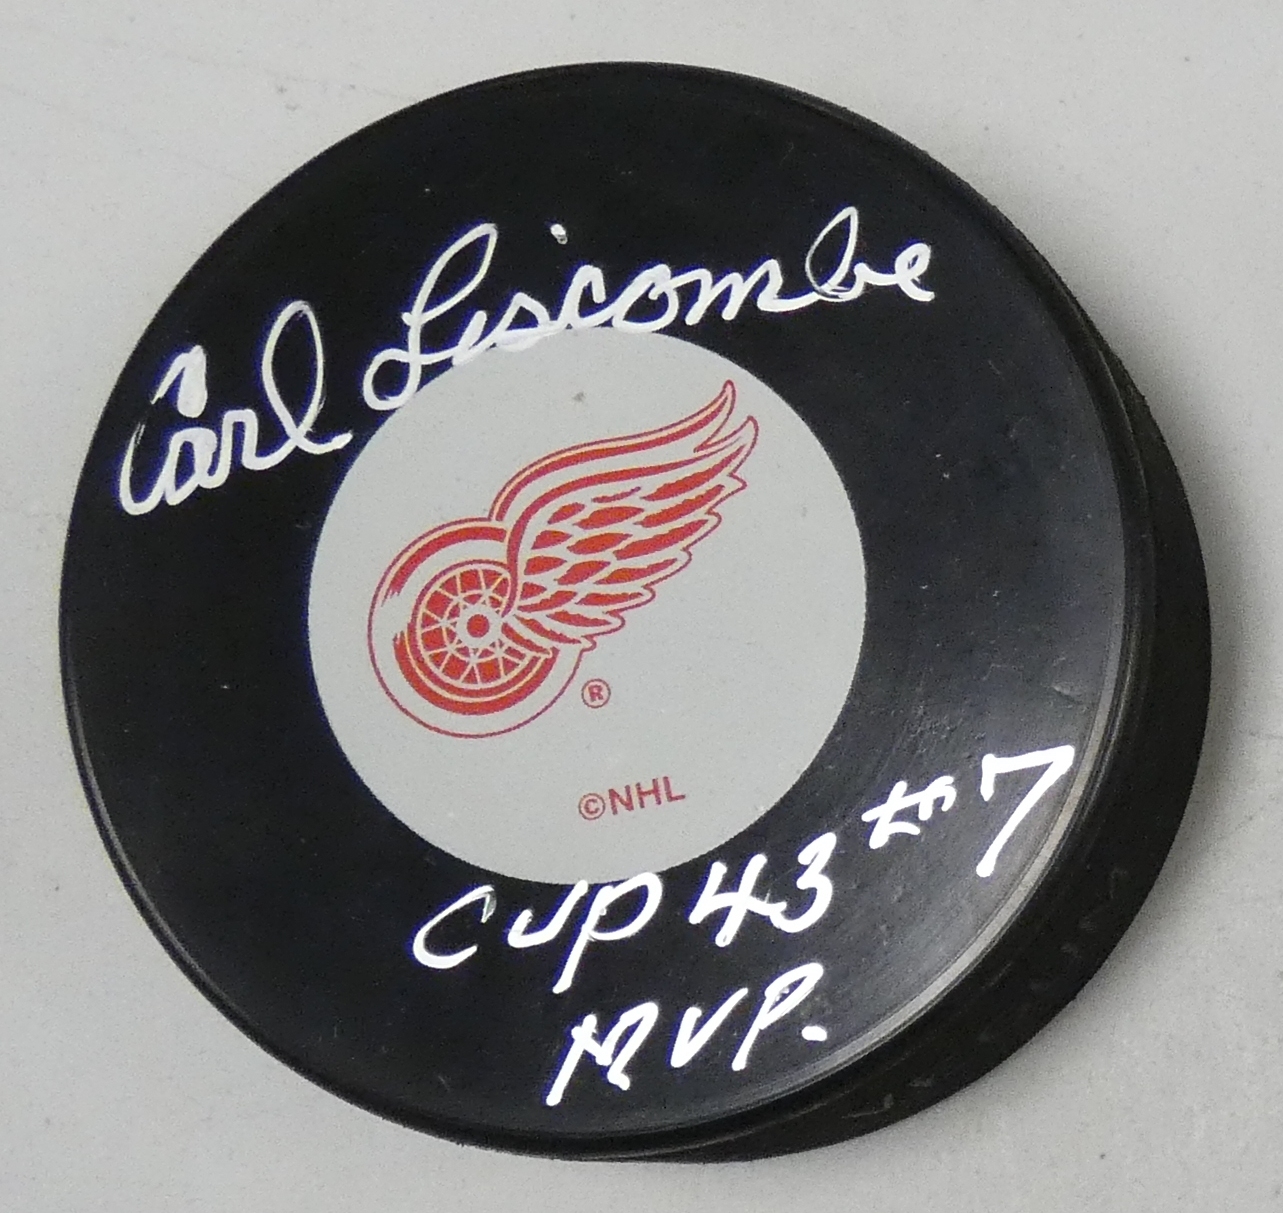 Carl Liscombe
®
©NHL
CUP 43 #7
MVP.